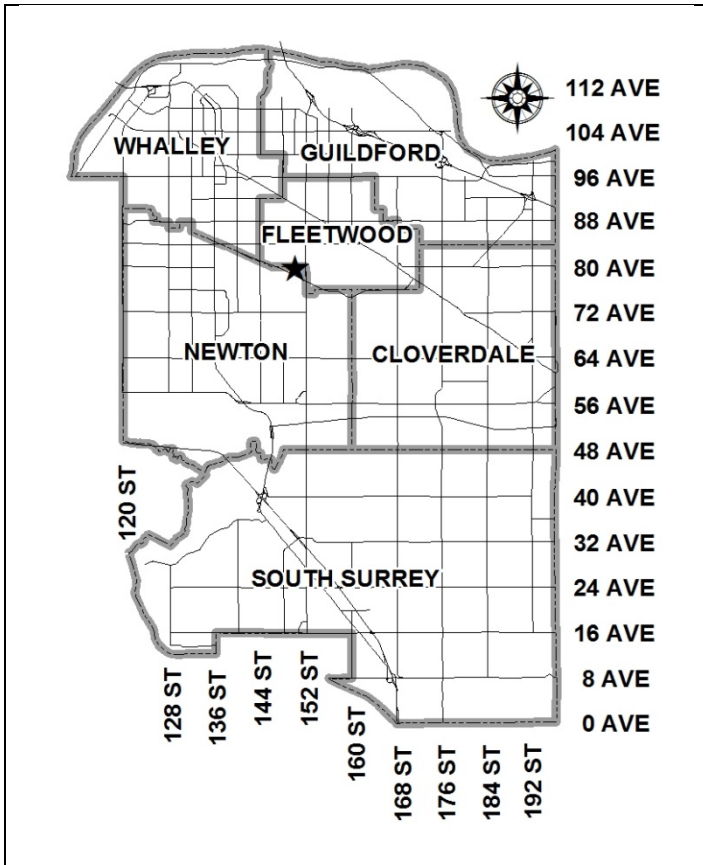 112 AVE
104 AVE
WHALLEY
GUILDFORD
96 AVE
88 AVE
FLEETWOOD
80 AVE
72 AVE
NEWTON
CLOVERDALE
64 AVE
56 AVE
48 AVE
120 ST
40 AVE
32 AVE
SOUTH SURREY
24 AVE
16 AVE
8 AVE
0 AVE
128 ST
136 ST
144 ST
152 ST
160 ST
168 ST
176 ST
184 ST
192 ST